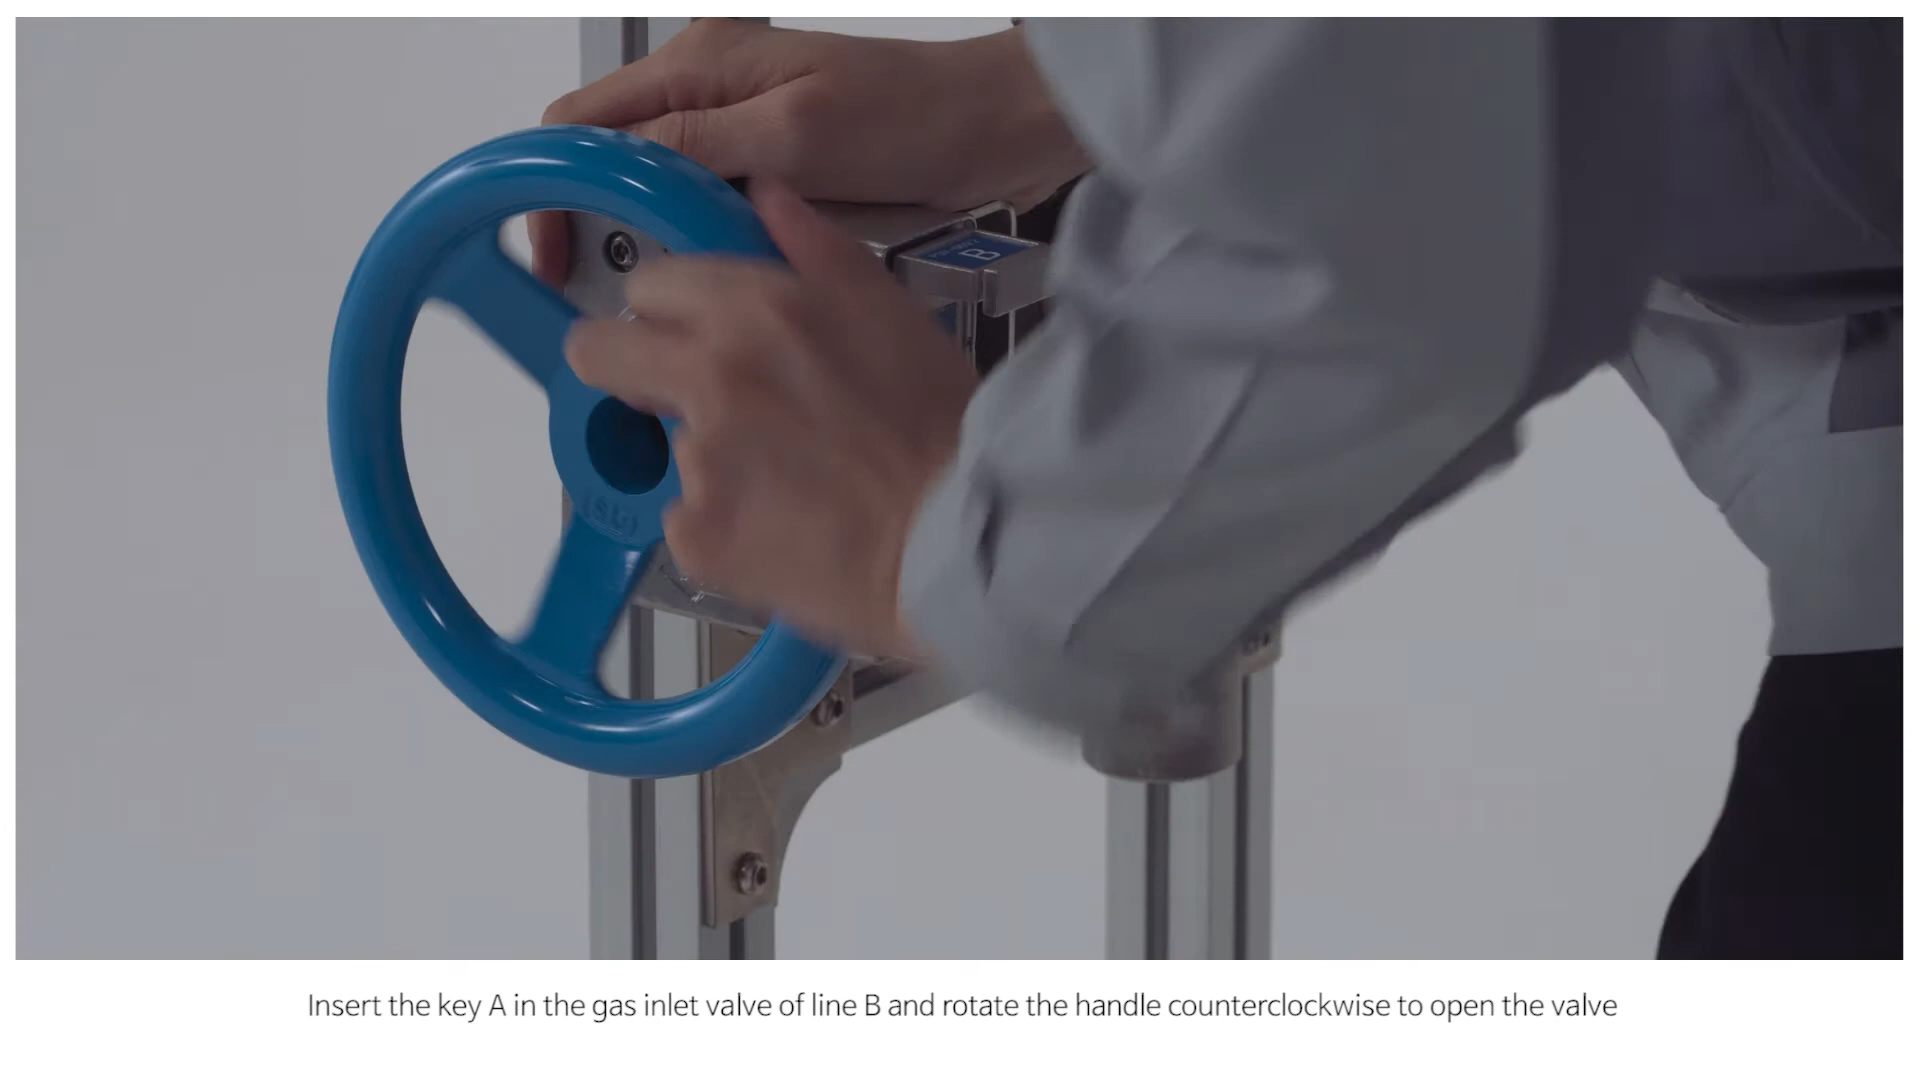 B
Insert the key A in the gas inlet valve of line B and rotate the handle counterclockwise to open the valve